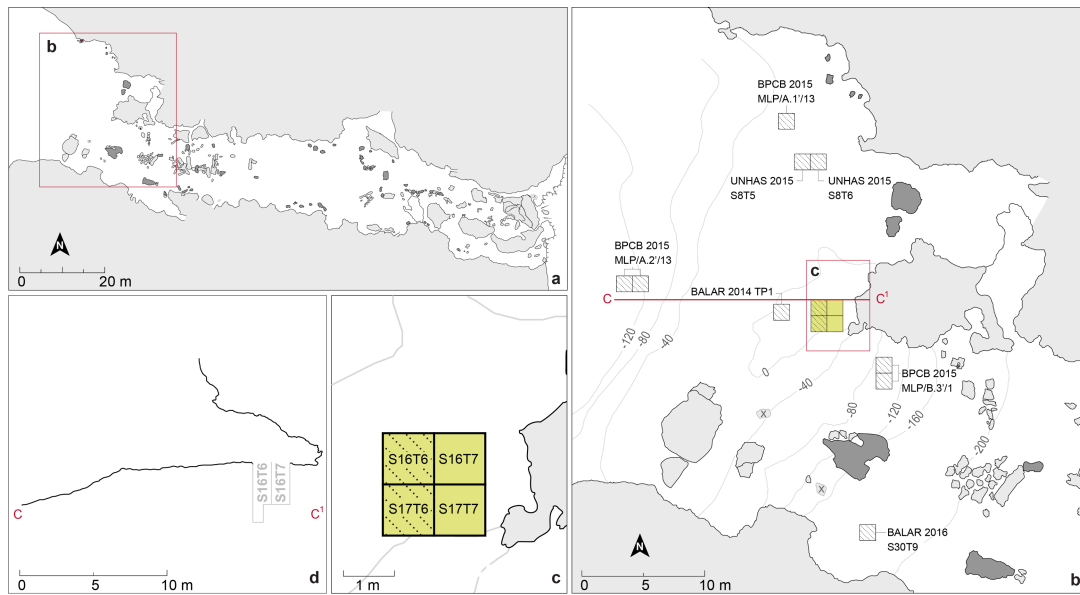 b
N
0
20 m
a
BPCB 2015
MLP/A.1'/13
UNHAS 2015
S8T5
UNHAS 2015
S8T6
BPCB 2015
MLP/A.2'/13
C
BALAR 2014 TP1
c
C¹
-120
-80
-40
0
-40
-80
-120
-160
-200
BPCB 2015
MLP/B.3'/1
X
X
BALAR 2016
S30T9
N
0
5
10 m
b
S16T6
S16T7
C
C¹
0
5
10 m
d
S16T6
S16T7
S17T6
S17T7
1 m
c